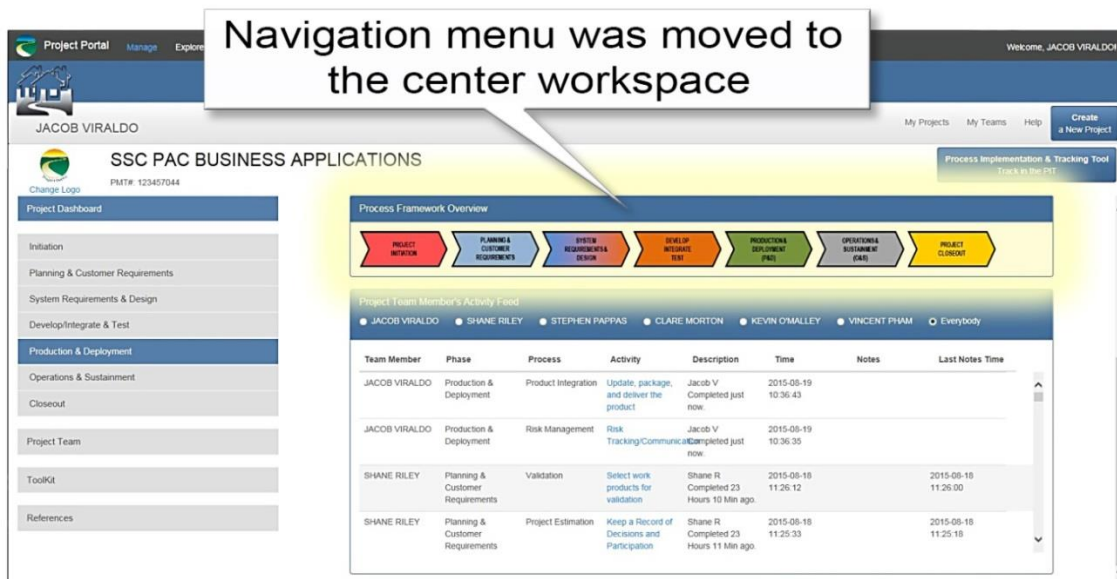 Navigation menu was moved to
the center workspace
Project Portal Manage Explore
Welcome, JACOB VIRALDO!
JACOB VIRALDO
My Projects My Teams Help
Create
a New Project
SSC PAC BUSINESS APPLICATIONS
PMT#: 123457044
Change Logo
Process Implementation & Tracking Tool
Track in the PIT
Project Dashboard
Initiation
Planning & Customer Requirements
System Requirements & Design
Develop/Integrate & Test
Production & Deployment
Operations & Sustainment
Closeout
Project Team
ToolKit
References
Process Framework Overview
PROJECT
INITIATION
PLANNING &
CUSTOMER
REQUIREMENTS
SYSTEM
REQUIREMENTS &
DESIGN
DEVELOP
INTEGRATE
TEST
PRODUCTION &
DEPLOYMENT
(P&D)
OPERATIONS &
SUSTAINMENT
(O&S)
PROJECT
CLOSEOUT
Project Team Member's Activity Feed
JACOB VIRALDO SHANE RILEY STEPHEN PAPPAS CLARE MORTON KEVIN O'MALLEY VINCENT PHAM Everybody
Team Member Phase Process Activity Description Time Notes Last Notes Time
JACOB VIRALDO Production & Product Integration Update, package, Jacob V 2015-08-19
Deployment and deliver the Completed just 10:36:43
product now.
JACOB VIRALDO Production & Risk Management Risk Jacob V 2015-08-19
Deployment Tracking/Communication Completed just 10:36:35
now.
SHANE RILEY Planning & Validation Select work Shane R 2015-08-18 2015-08-18
Customer products for Completed 23 11:26:12 11:26:00
Requirements validation Hours 10 Min ago.
SHANE RILEY Planning & Project Estimation Keep a Record of Shane R 2015-08-18 2015-08-18
Customer Decisions and Completed 23 11:25:33 11:25:18
Requirements Participation Hours 11 Min ago.